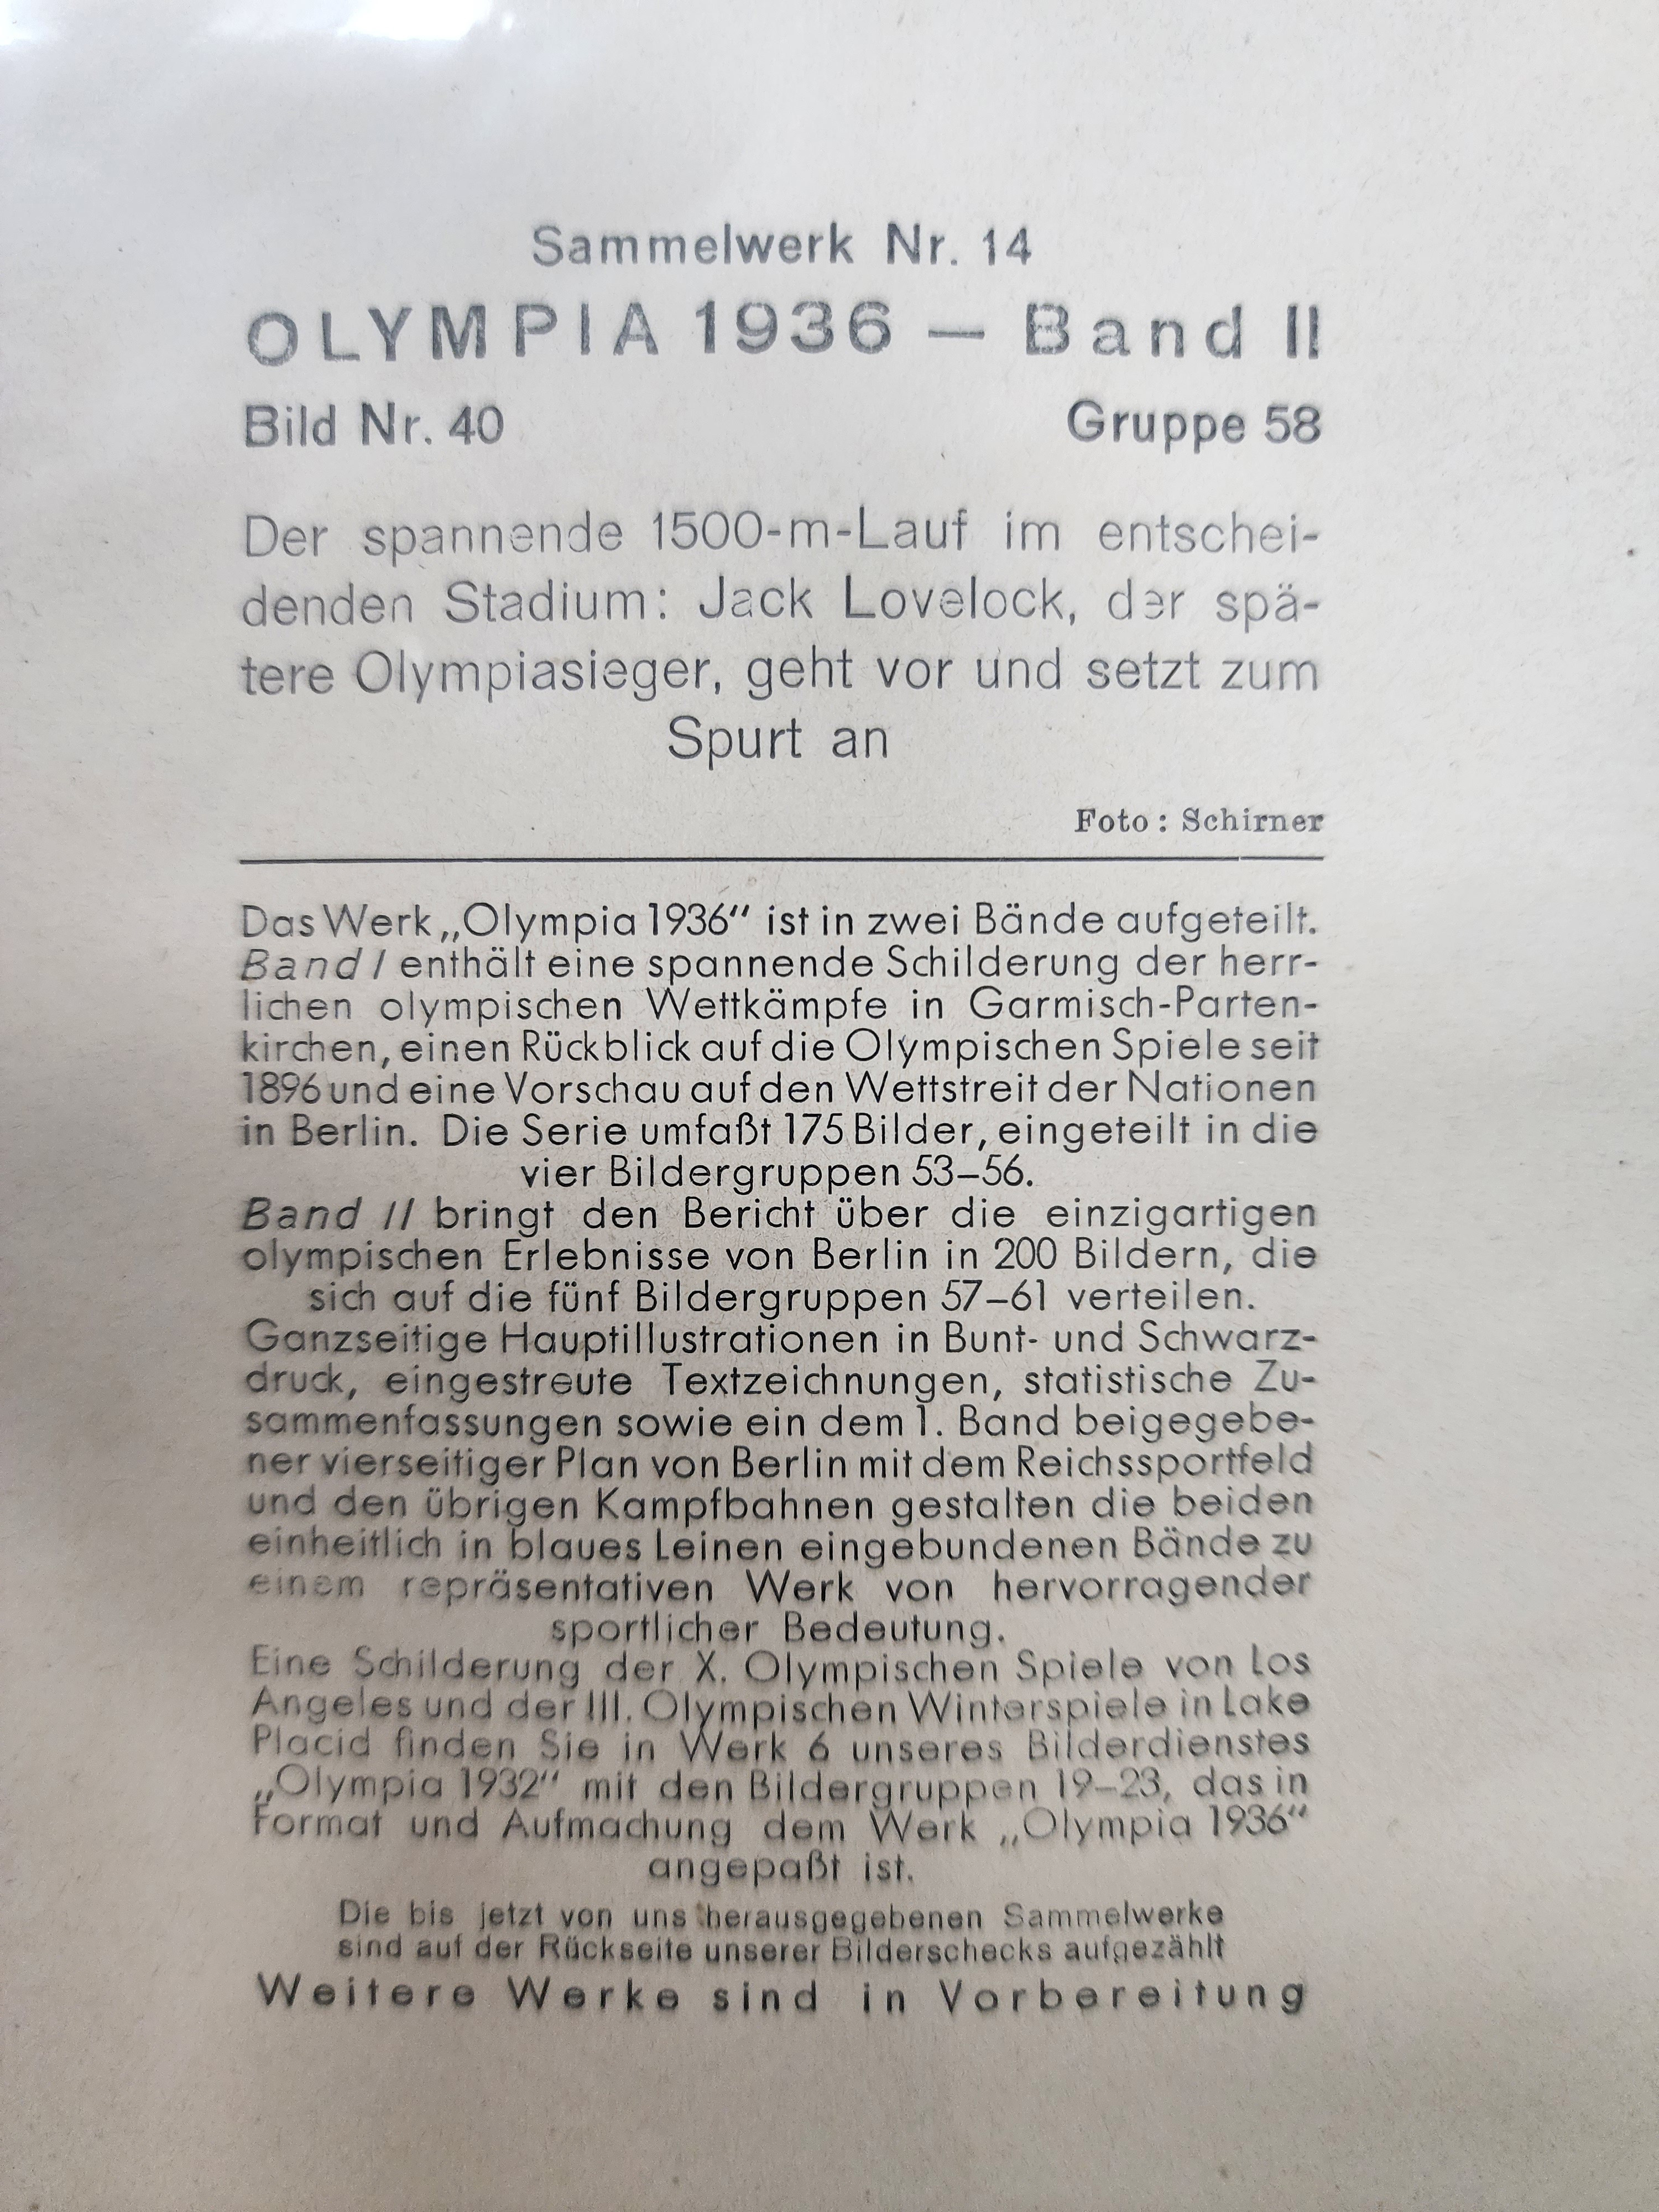 Sammelwerk Nr. 14
OLYMPIA 1936 — Band II
Bild Nr. 40 Gruppe 58
Der spannende 1500-m-Lauf im entschei-
denden Stadium: Jack Lovelock, der spä-
tere Olympiasieger, geht vor und setzt zum
Spurt an
Foto: Schirner
Das Werk „Olympia 1936“ ist in zwei Bände aufgeteilt.
Band I enthält eine spannende Schilderung der herr-
lichen olympischen Wettkämpfe in Garmisch-Parten-
kirchen, einen Rückblick auf die Olympischen Spiele seit
1896 und eine Vorschau auf den Wettstreit der Nationen
in Berlin. Die Serie umfaßt 175 Bilder, eingeteilt in die
vier Bildergruppen 53–56.
Band II bringt den Bericht über die einzigartigen
olympischen Erlebnisse von Berlin in 200 Bildern, die
sich auf die fünf Bildergruppen 57–61 verteilen.
Ganzseitige Hauptillustrationen in Bunt- und Schwarz-
druck, eingestreute Textzeichnungen, statistische Zu-
sammenfassungen sowie ein dem 1. Band beigegebe-
ner vierseitiger Plan von Berlin mit dem Reichssportfeld
und den übrigen Kampfbahnen gestalten die beiden
einheitlich in blaues Leinen eingebundenen Bände zu
einem repräsentativen Werk von hervorragender
sportlicher Bedeutung.
Eine Schilderung der X. Olympischen Spiele von Los
Angeles und der III. Olympischen Winterspiele in Lake
Placid finden Sie in Werk 6 unseres Bilderdienstes
„Olympia 1932“ mit den Bildergruppen 19–23, das in
Format und Aufmachung dem Werk „Olympia 1936“
angepaßt ist.
Die bis jetzt von uns herausgegebenen Sammelwerke
sind auf der Rückseite unserer Bilderschecks aufgezählt
Weitere Werke sind in Vorbereitung